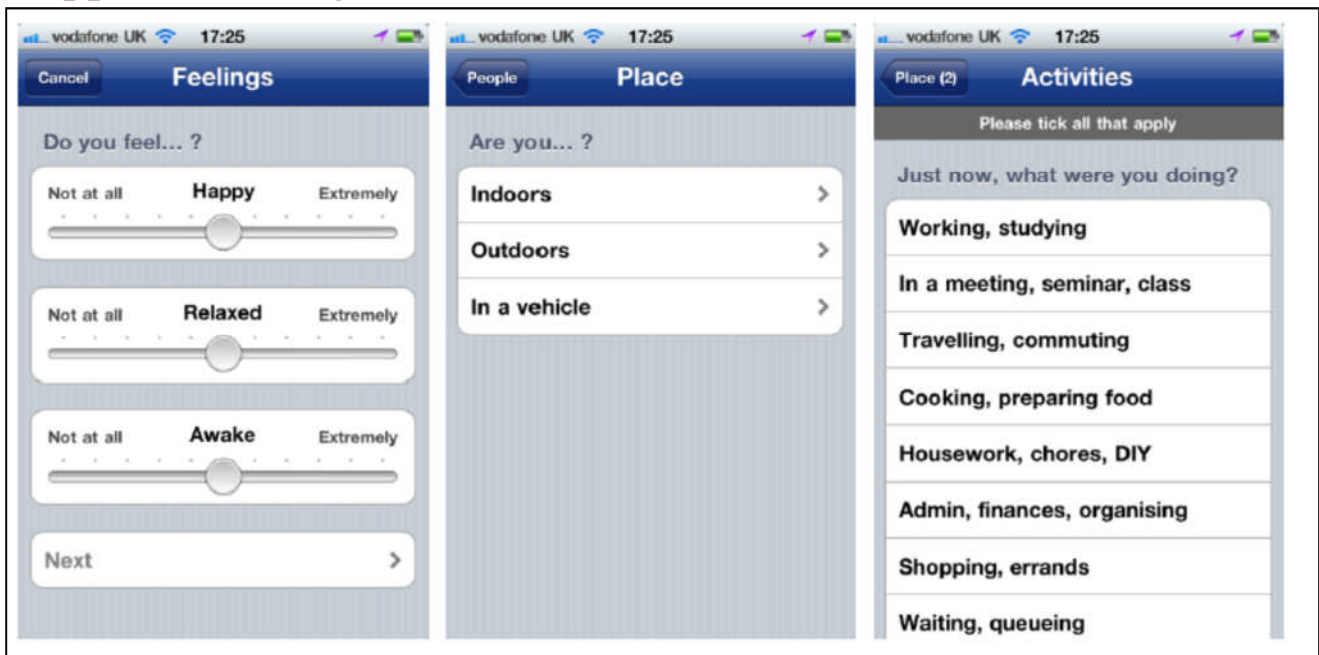 vodafone UK 17:25
Cancel Feelings
Do you feel... ?
Not at all Happy Extremely
Not at all Relaxed Extremely
Not at all Awake Extremely
Next
vodafone UK 17:25
People Place
Are you... ?
Indoors
Outdoors
In a vehicle
vodafone UK 17:25
Place (2) Activities
Please tick all that apply
Just now, what were you doing?
Working, studying
In a meeting, seminar, class
Travelling, commuting
Cooking, preparing food
Housework, chores, DIY
Admin, finances, organising
Shopping, errands
Waiting, queueing